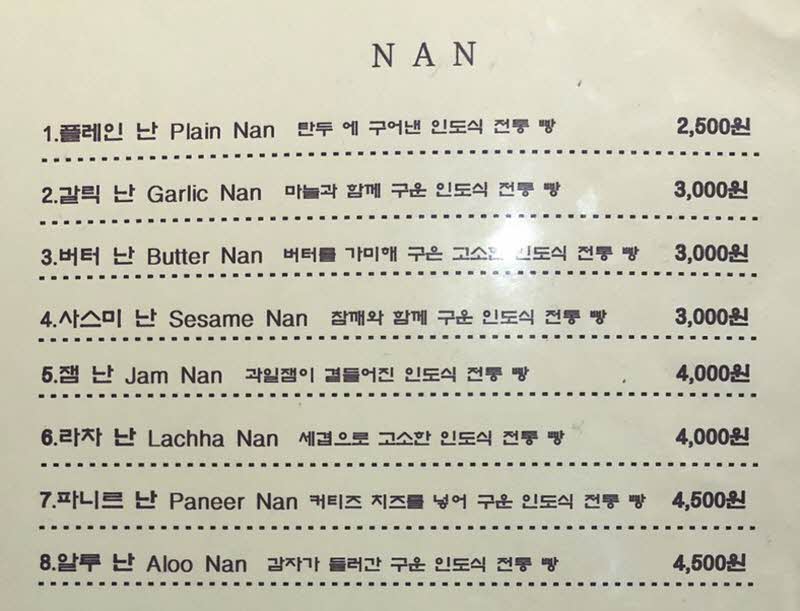 NAN
1.플레인 난 Plain Nan 탄두 에 구어낸 인도식 전통 빵 2,500원
2.갈릭 난 Garlic Nan 마늘과 함께 구운 인도식 전통 빵 3,000원
3.버터 난 Butter Nan 버터를 가미해 구은 고소한 인도식 전통 빵 3,000원
4.사스미 난 Sesame Nan 참깨와 함께 구운 인도식 전통 빵 3,000원
5.잼 난 Jam Nan 과일잼이 곁들어진 인도식 전통 빵 4,000원
6.라차 난 Lachha Nan 세겹으로 고소한 인도식 전통 빵 4,000원
7.파니르 난 Paneer Nan 커티즈 치즈를 넣어 구운 인도식 전통 빵 4,500원
8.알루 난 Aloo Nan 감자가 들러간 구운 인도식 전통 빵 4,500원